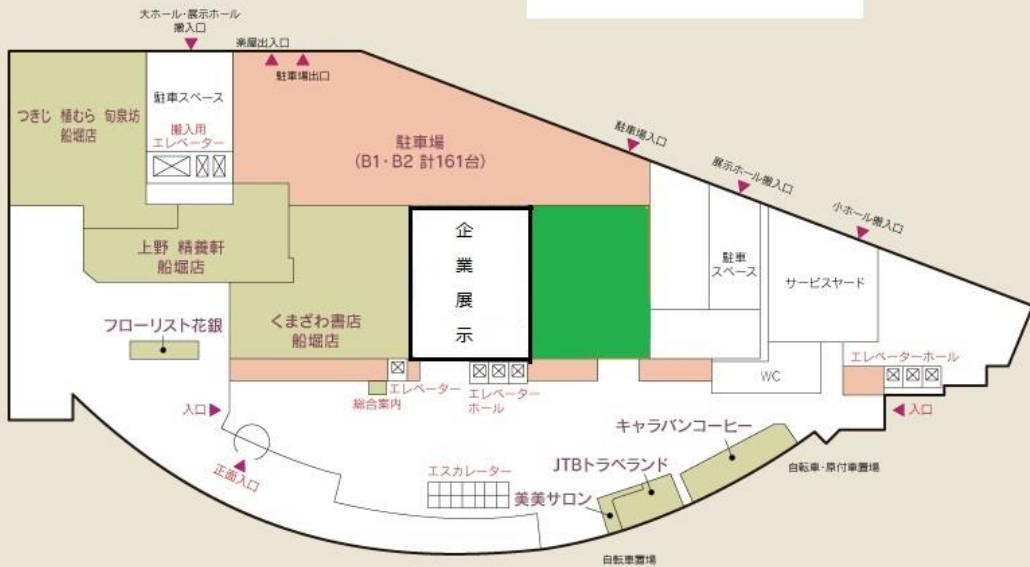 大ホール・展示ホール
搬入口
楽屋出入口
駐車場出口
つきじ 植むら 旬泉坊
船堀店
駐車スペース
搬入用
エレベーター
駐車場
(B1・B2 計161台)
駐車場入口
展示ホール搬入口
小ホール搬入口
上野 精養軒
船堀店
企
業
展
示
駐車
スペース
サービスヤード
フローリスト花銀
くまざわ書店
船堀店
エレベーター
総合案内
エレベーター
ホール
WC
エレベーターホール
入口
入口
正面入口
エスカレーター
キャラバンコーヒー
JTBトラベランド
美美サロン
自転車・原付車置場
自転車置場